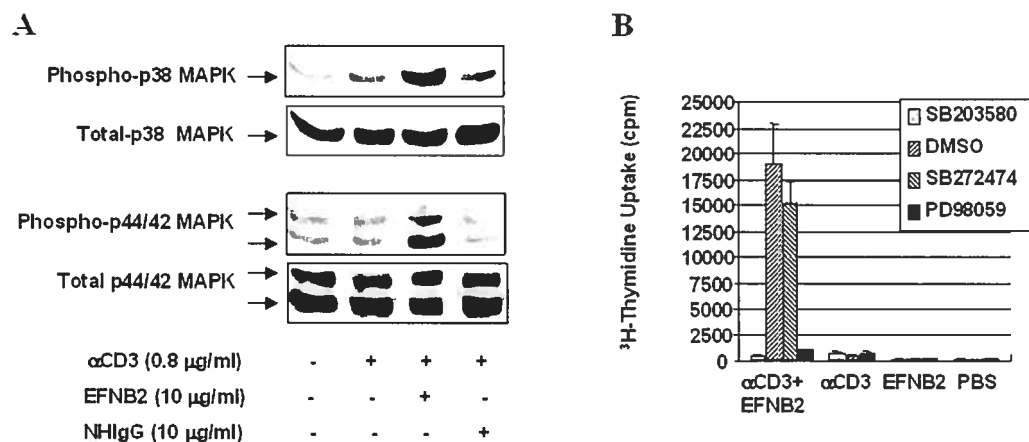 A
Phospho-p38 MAPK
Total-p38 MAPK
Phospho-p44/42 MAPK
Total p44/42 MAPK
αCD3 (0.8 µg/ml) - + + +
EFNB2 (10 µg/ml) - - + -
NHIgG (10 µg/ml) - - - +
B
³H-Thymidine Uptake (cpm)
25000
22500
20000
17500
15000
12500
10000
7500
5000
2500
0
SB203580
DMSO
SB272474
PD98059
αCD3+ EFNB2
αCD3
EFNB2
PBS